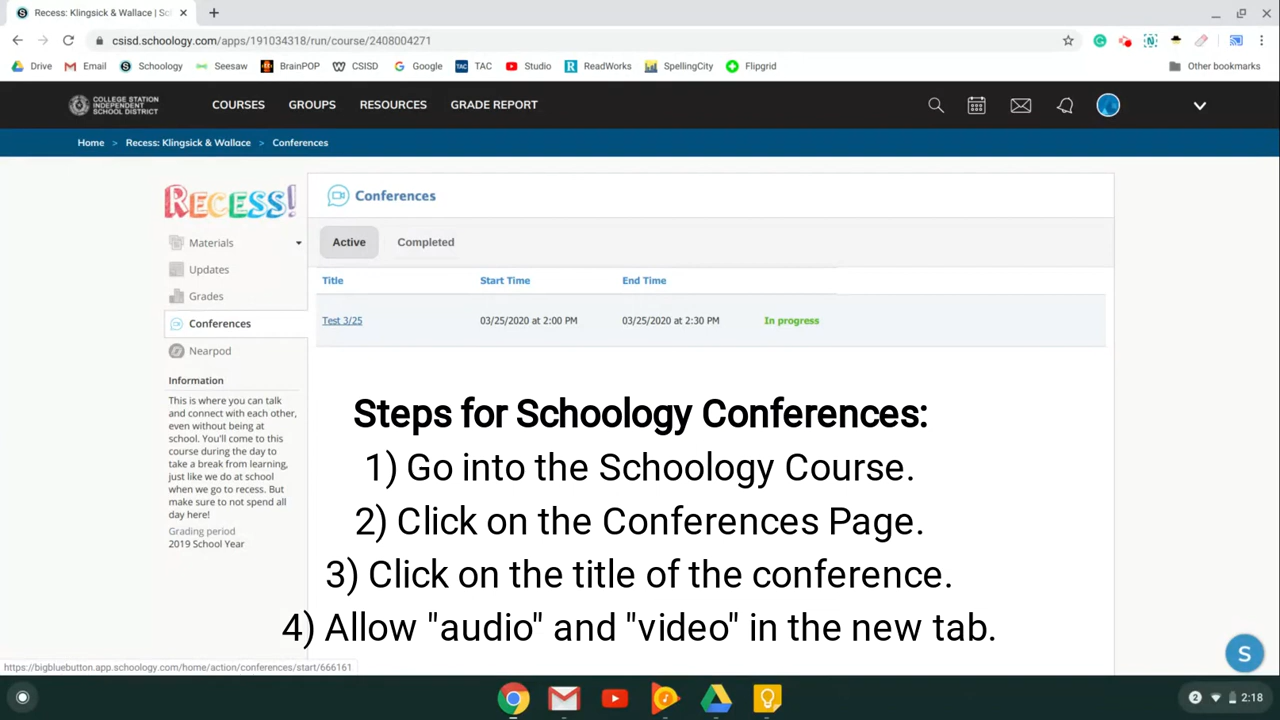 Recess: Klingsick & Wallace | Sc
csisd.schoology.com/apps/191034318/run/course/2408004271
Drive Email Schoology Seesaw BrainPOP CSISD Google TAC TAC Studio ReadWorks SpellingCity Flipgrid Other bookmarks
COLLEGE STATION
INDEPENDENT
SCHOOL DISTRICT
COURSES GROUPS RESOURCES GRADE REPORT
Home > Recess: Klingsick & Wallace > Conferences
RECESS!
Materials
Updates
Grades
Conferences
Nearpod
Information
This is where you can talk
and connect with each other,
even without being at
school. You'll come to this
course during the day to
take a break from learning,
just like we do at school
when we go to recess. But
make sure to not spend all
day here!
Grading period
2019 School Year
Conferences
Active Completed
Title Start Time End Time
Test 3/25 03/25/2020 at 2:00 PM 03/25/2020 at 2:30 PM In progress
Steps for Schoology Conferences:
1) Go into the Schoology Course.
2) Click on the Conferences Page.
3) Click on the title of the conference.
4) Allow "audio" and "video" in the new tab.
S
https://bigbluebutton.app.schoology.com/home/action/conferences/start/666161
2 2:18